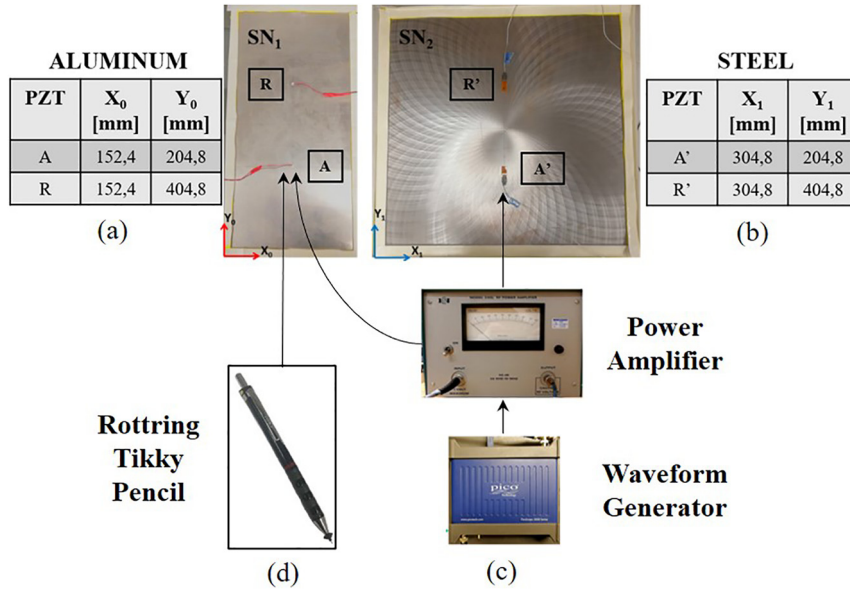 ALUMINUM
PZT X0 [mm] Y0 [mm]
A 152,4 204,8
R 152,4 404,8
(a)
SN1
R
A
Y0
X0
SN2
R'
A'
Y1
X1
STEEL
PZT X1 [mm] Y1 [mm]
A' 304,8 204,8
R' 304,8 404,8
(b)
Power
Amplifier
INPUT
OUTPUT
Rottring
Tikky
Pencil
(d)
pico
Waveform
Generator
(c)